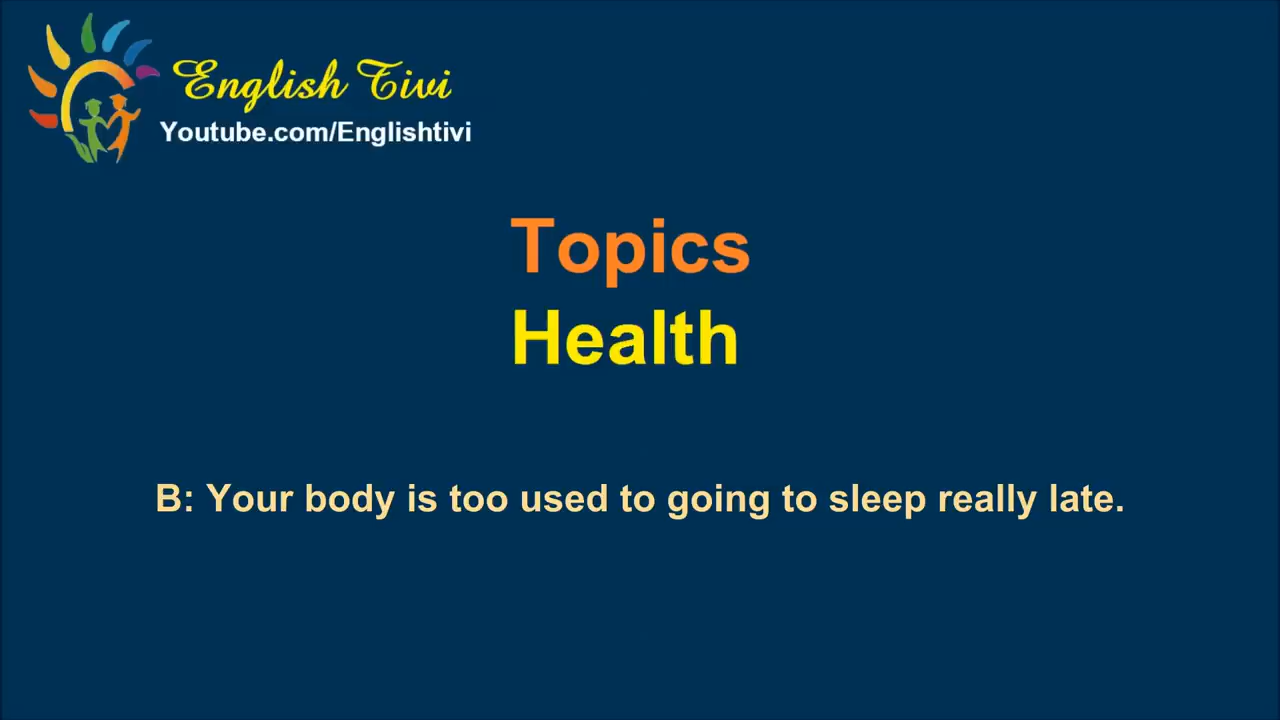 English Tivi
Youtube.com/Englishtivi
Topics
Health
B: Your body is too used to going to sleep really late.